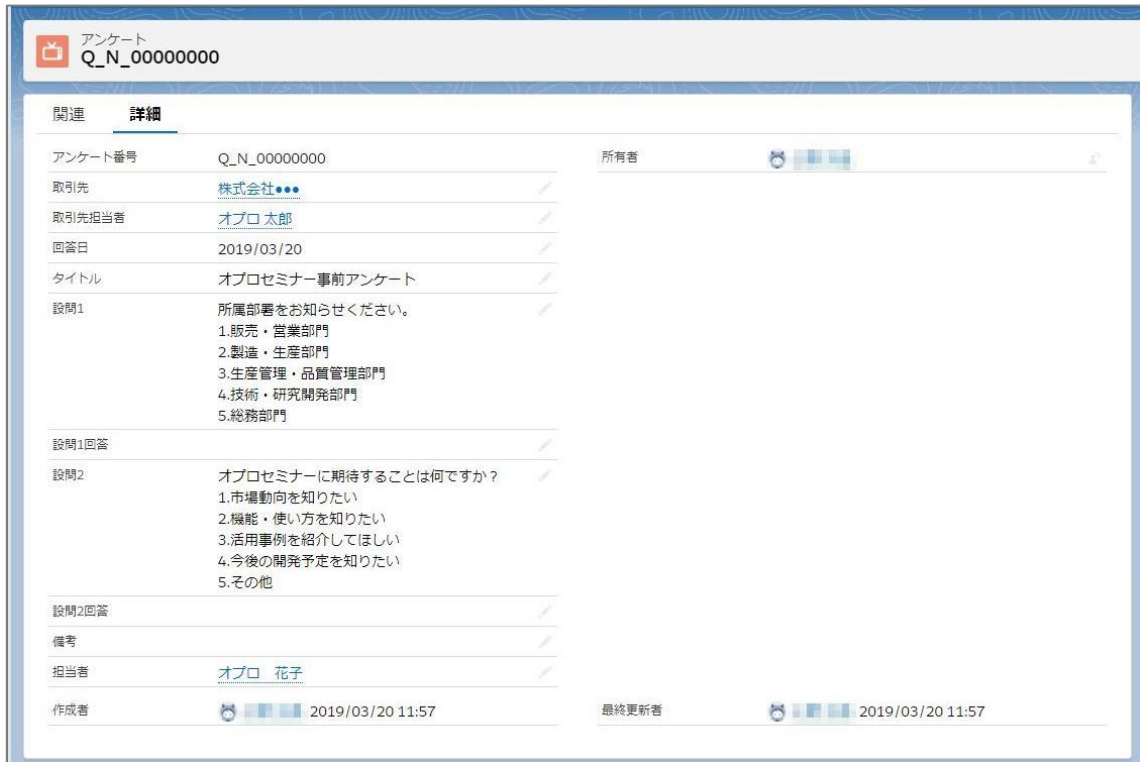 アンケート
Q_N_00000000
関連 詳細
アンケート番号 Q_N_00000000 所有者
取引先 株式会社●●●
取引先担当者 オプロ 太郎
回答日 2019/03/20
タイトル オプロセミナー事前アンケート
設問1 所属部署をお知らせください。
1.販売・営業部門
2.製造・生産部門
3.生産管理・品質管理部門
4.技術・研究開発部門
5.総務部門
設問1回答
設問2 オプロセミナーに期待することは何ですか？
1.市場動向を知りたい
2.機能・使い方を知りたい
3.活用事例を紹介してほしい
4.今後の開発予定を知りたい
5.その他
設問2回答
備考
担当者 オプロ　花子
作成者 2019/03/20 11:57 最終更新者 2019/03/20 11:57